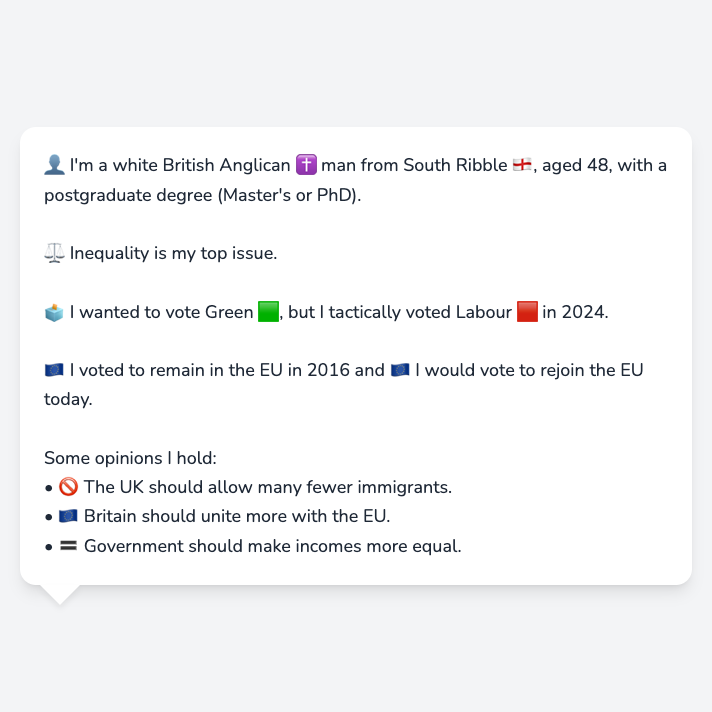 👤 I'm a white British Anglican ✝️ man from South Ribble 🏴󠁧󠁢󠁥󠁮󠁧󠁿, aged 48, with a
postgraduate degree (Master's or PhD).
⚖️ Inequality is my top issue.
🗳️ I wanted to vote Green 🟩, but I tactically voted Labour 🟥 in 2024.
🇪🇺 I voted to remain in the EU in 2016 and 🇪🇺 I would vote to rejoin the EU
today.
Some opinions I hold:
• 🚫 The UK should allow many fewer immigrants.
• 🇪🇺 Britain should unite more with the EU.
• 🟰 Government should make incomes more equal.